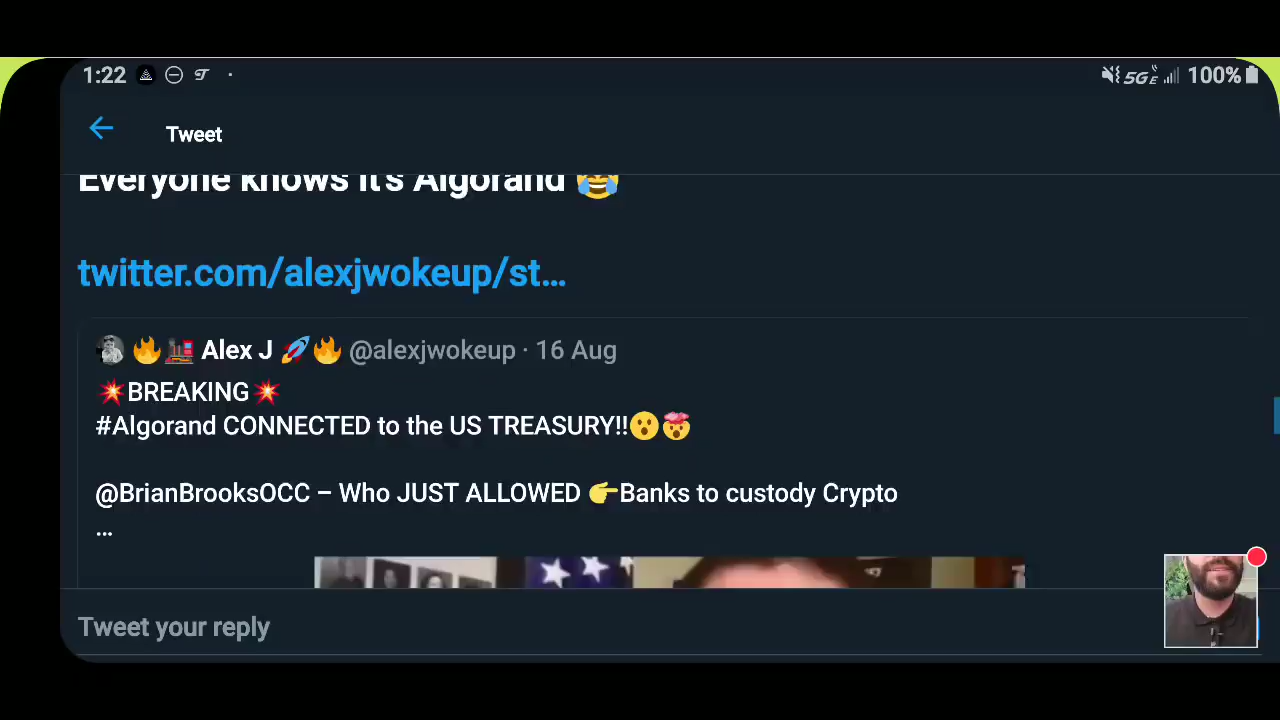 1:22
5GE 100%
Tweet
Everyone knows it's Algorand 😂
twitter.com/alexjwokeup/st...
🔥🚂 Alex J 🚀🔥 @alexjwokeup · 16 Aug
💥BREAKING💥
#Algorand CONNECTED to the US TREASURY!!😮🤯
@BrianBrooksOCC – Who JUST ALLOWED 👉Banks to custody Crypto
...
Tweet your reply